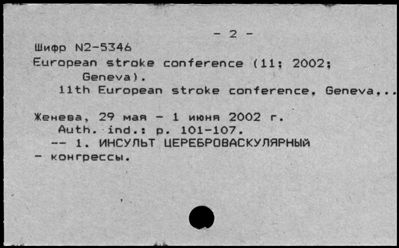 - 2 -
Шифр N2-5346
European stroke conference (11; 2002;
Geneva).
11th European stroke conference, Geneva,..
Женева, 29 мая - 1 июня 2002 г.
Auth. ind.: p. 101-107.
-- 1. ИНСУЛЬТ ЦЕРЕБРОВАСКУЛЯРНЫЙ
- конгрессы.